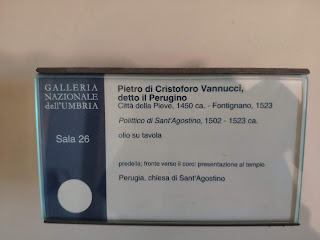 GALLERIA
NAZIONALE
dell'UMBRIA
Sala 26
Pietro di Cristoforo Vannucci,
detto il Perugino
Città della Pieve, 1450 ca. - Fontignano, 1523
Polittico di Sant'Agostino, 1502 - 1523 ca.
olio su tavola
predella; fronte verso il coro: presentazione al tempio
Perugia, chiesa di Sant'Agostino